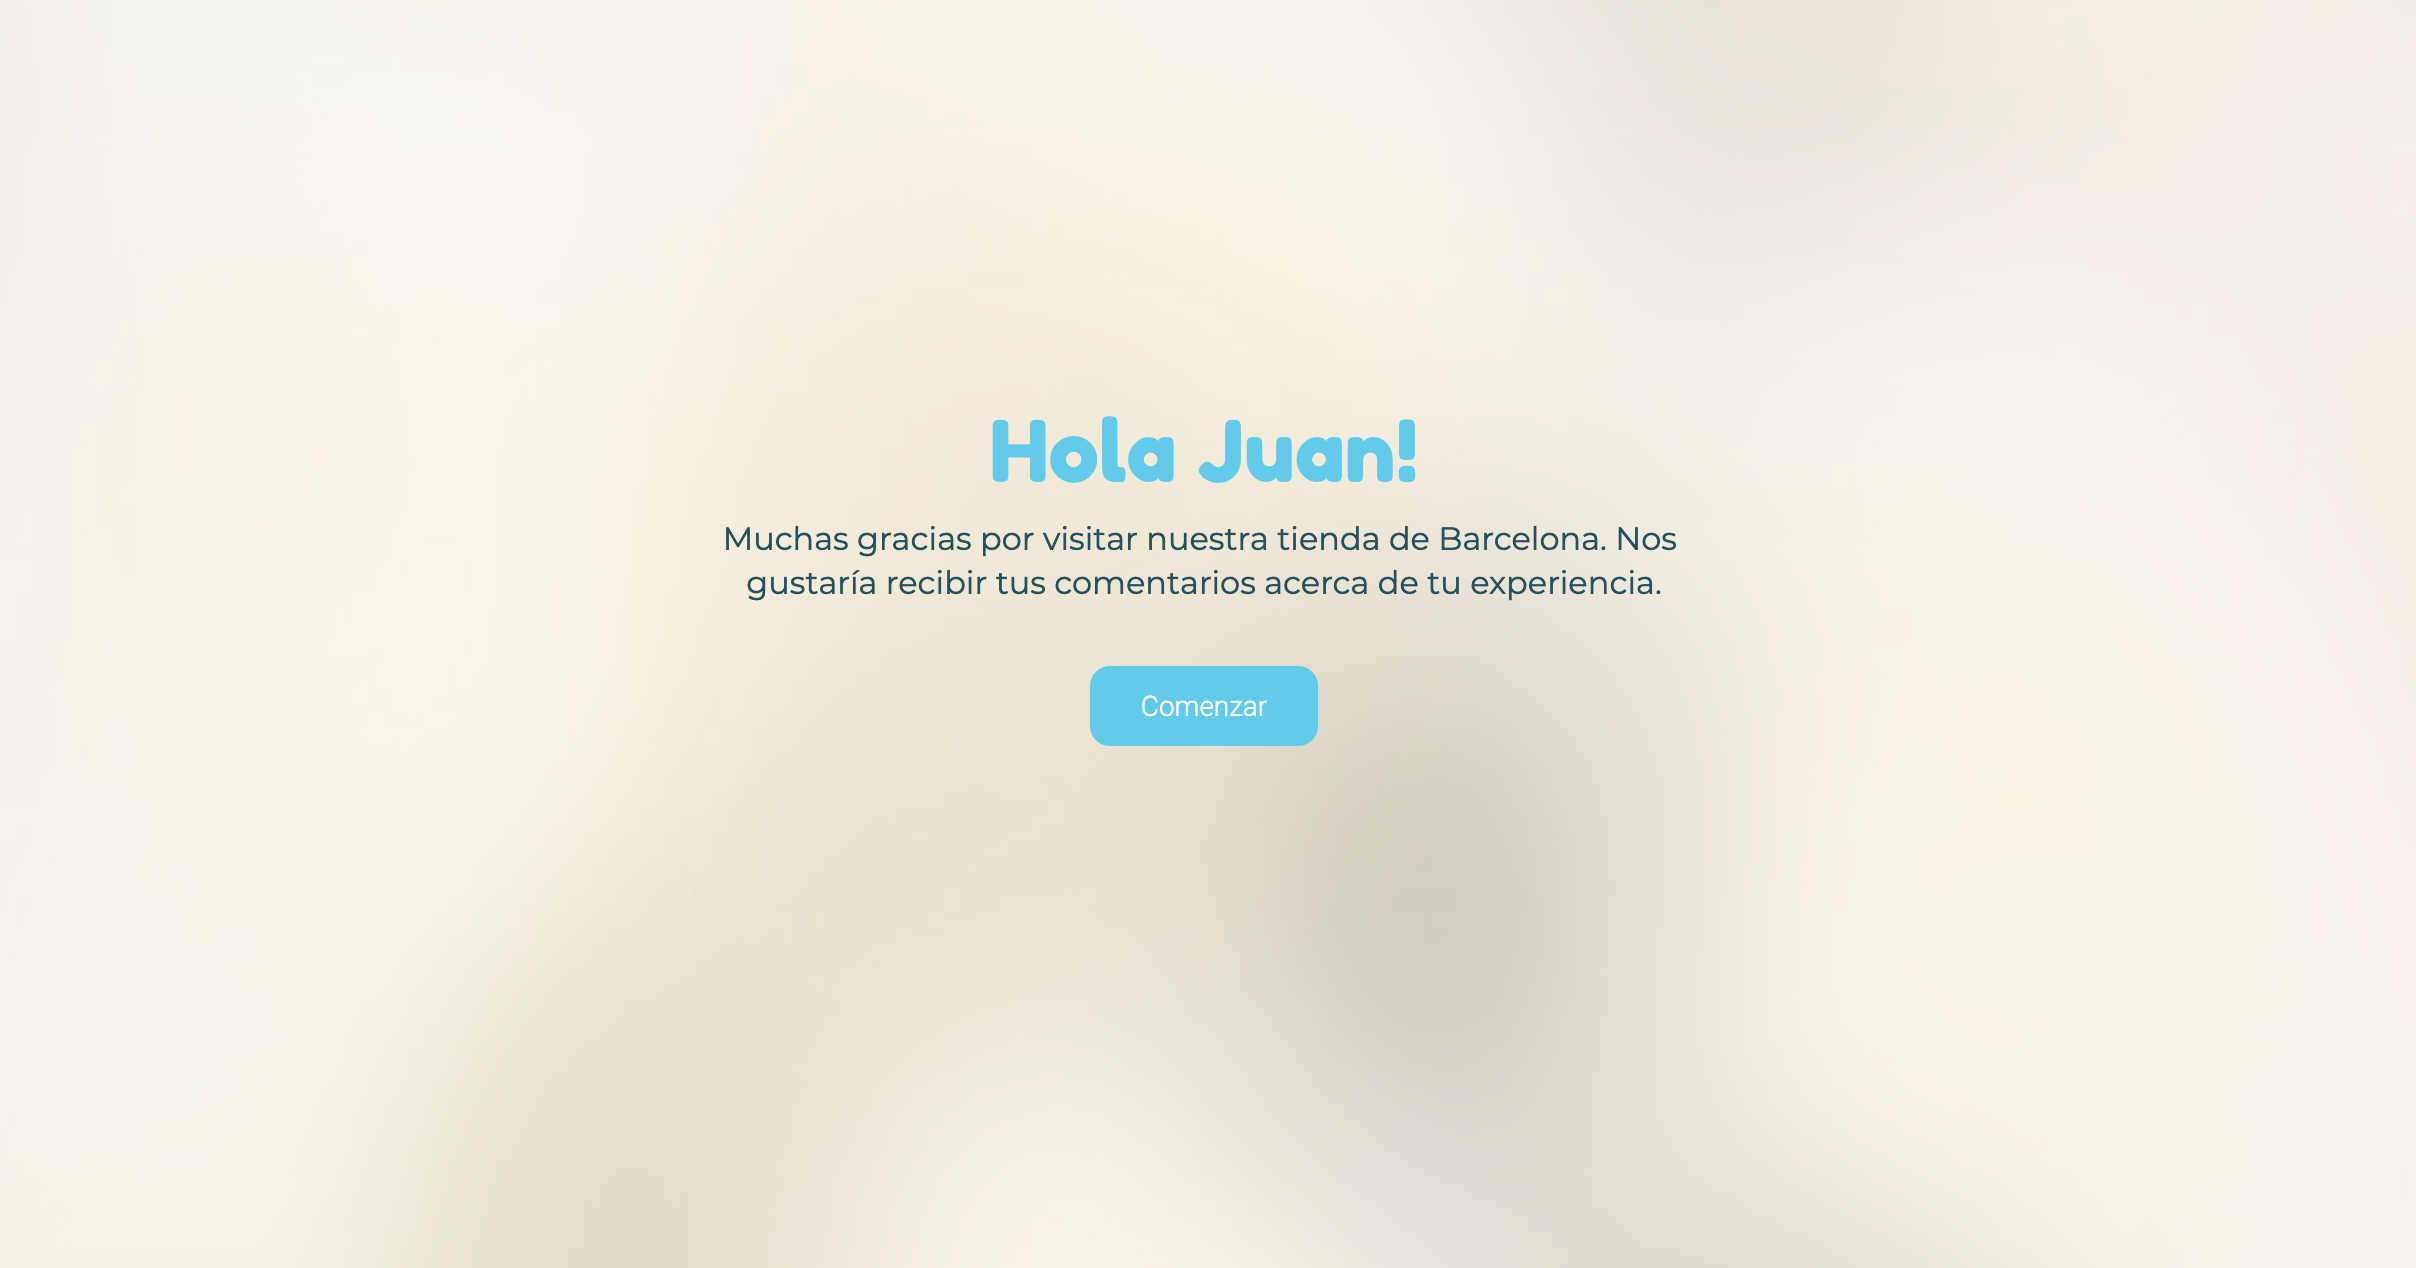 Hola Juan!
Muchas gracias por visitar nuestra tienda de Barcelona. Nos
gustaría recibir tus comentarios acerca de tu experiencia.
Comenzar